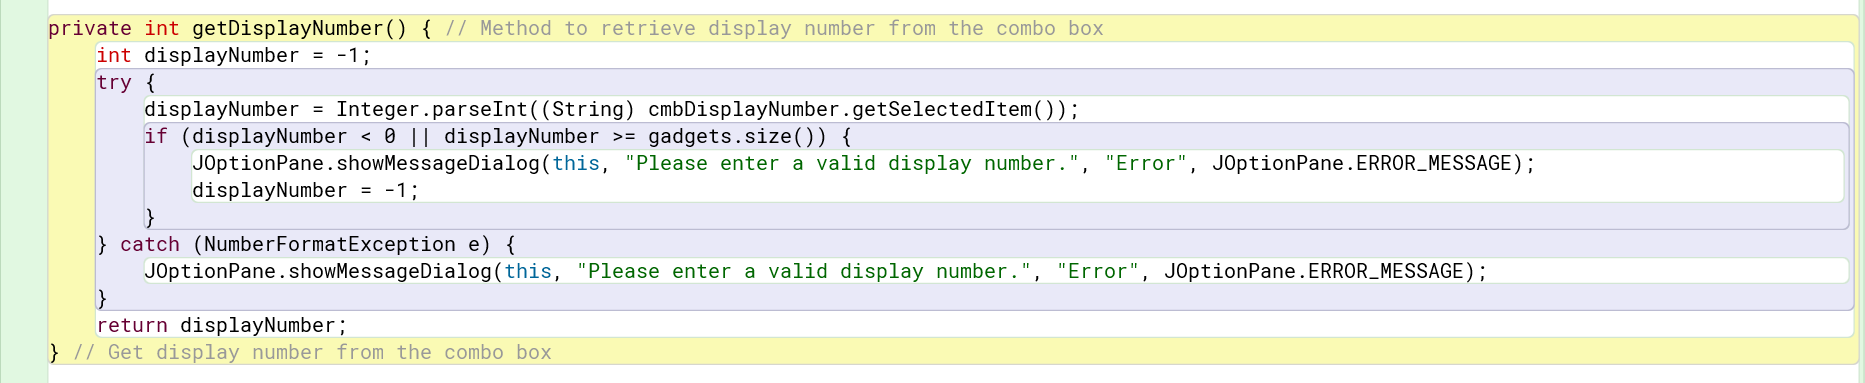 private int getDisplayNumber() { // Method to retrieve display number from the combo box
int displayNumber = -1;
try {
displayNumber = Integer.parseInt((String) cmbDisplayNumber.getSelectedItem());
if (displayNumber < 0 || displayNumber >= gadgets.size()) {
JOptionPane.showMessageDialog(this, "Please enter a valid display number.", "Error", JOptionPane.ERROR_MESSAGE);
displayNumber = -1;
}
} catch (NumberFormatException e) {
JOptionPane.showMessageDialog(this, "Please enter a valid display number.", "Error", JOptionPane.ERROR_MESSAGE);
}
return displayNumber;
} // Get display number from the combo box